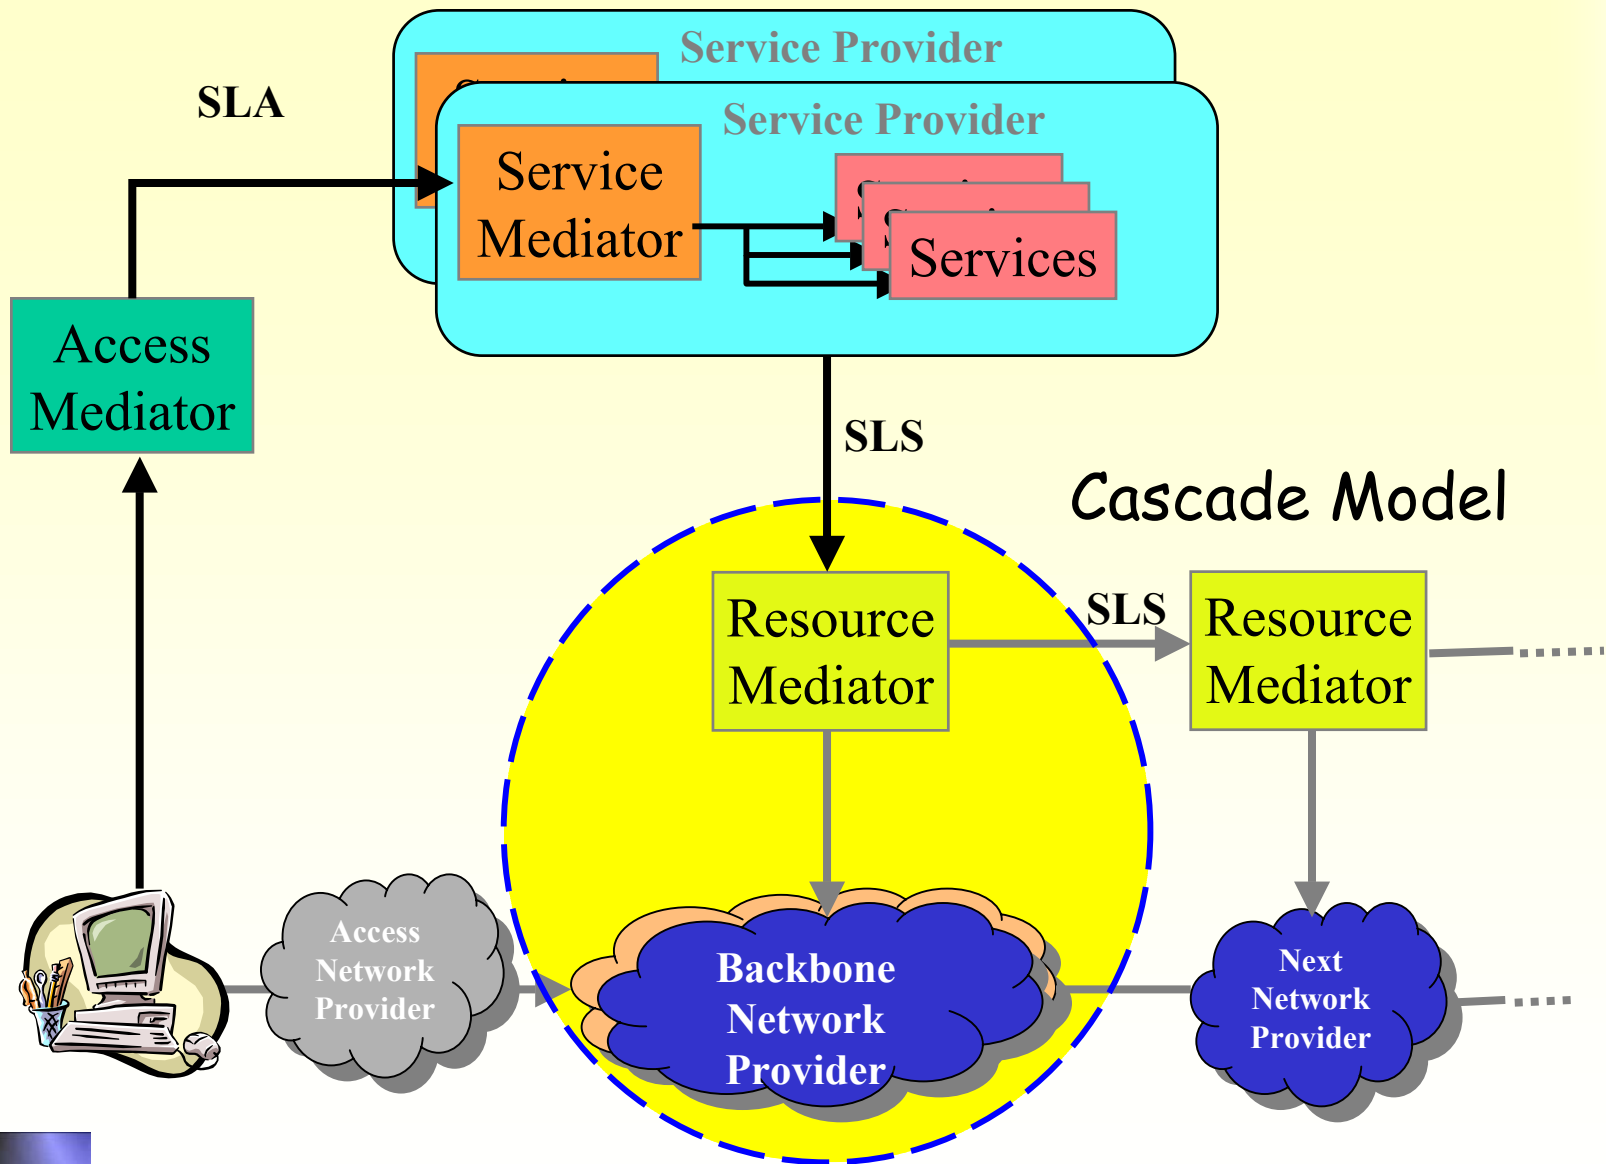 Service Provider
SLA
Service Provider
Service
Mediator
Services
Access
Mediator
SLS
Cascade Model
Resource
Mediator
SLS
Resource
Mediator
Access
Network
Provider
Backbone
Network
Provider
Next
Network
Provider